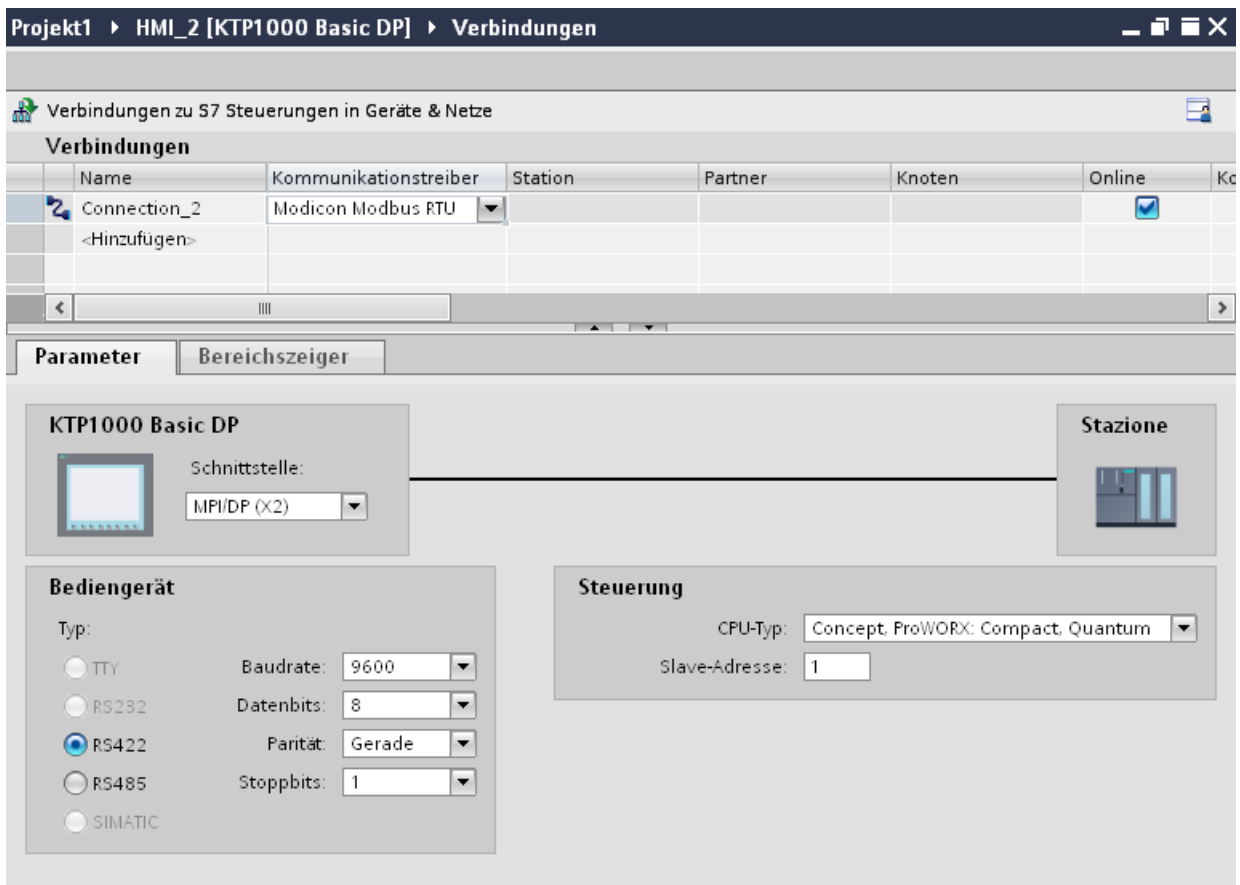 Projekt1 ▸ HMI_2 [KTP1000 Basic DP] ▸ Verbindungen
Verbindungen zu S7 Steuerungen in Geräte & Netze
Verbindungen
Name Kommunikationstreiber Station Partner Knoten Online Ko
Connection_2 Modicon Modbus RTU
<Hinzufügen>
Parameter Bereichszeiger
KTP1000 Basic DP
Schnittstelle:
MPI/DP (X2)
Stazione
Bediengerät
Typ:
TTY Baudrate: 9600
RS232 Datenbits: 8
RS422 Parität: Gerade
RS485 Stoppbits: 1
SIMATIC
Steuerung
CPU-Typ: Concept, ProWORX: Compact, Quantum
Slave-Adresse: 1